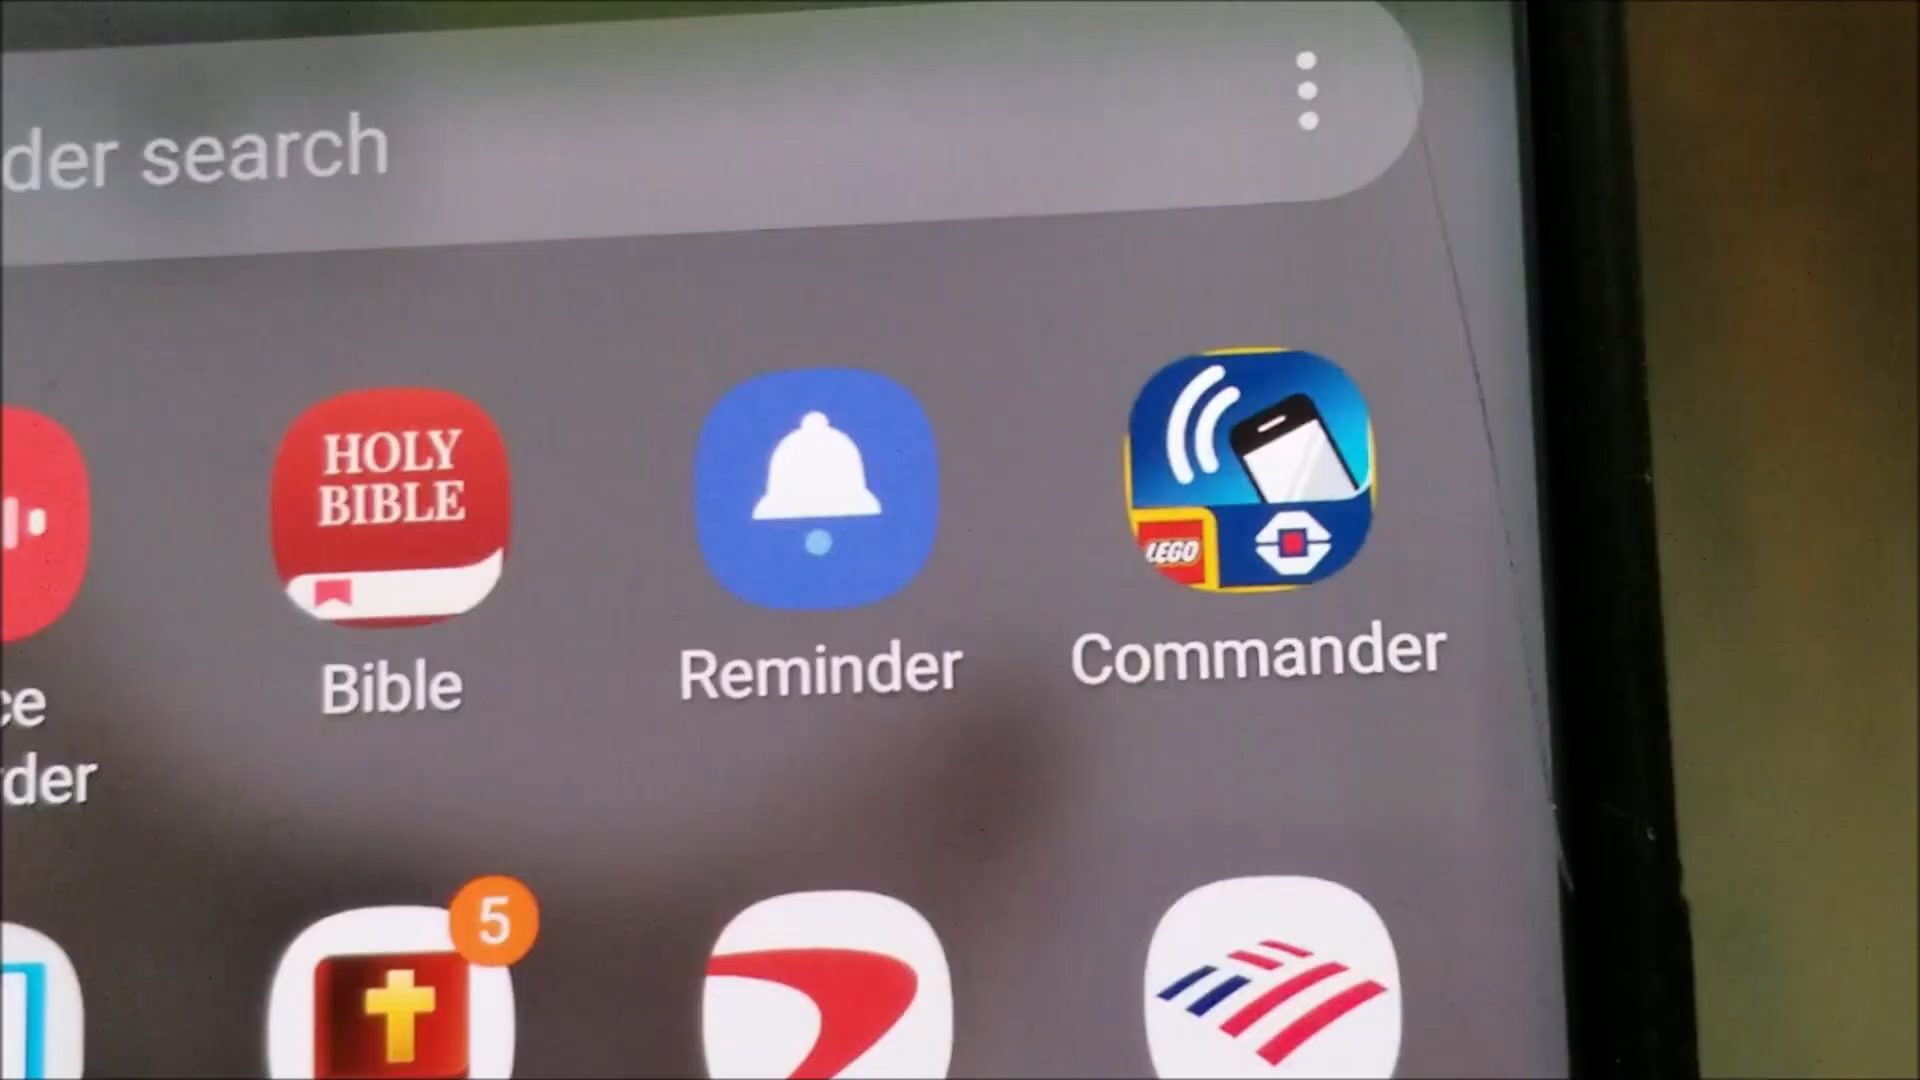 der search
HOLY
BIBLE
LEGO
Bible
Reminder
Commander
ce
der
5